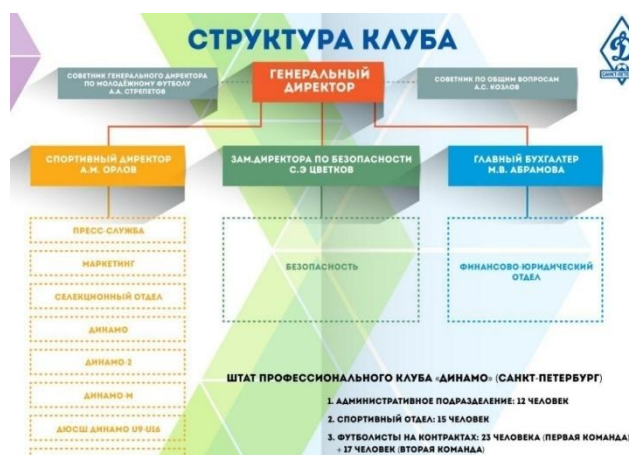 СТРУКТУРА КЛУБА
СОВЕТНИК ГЕНЕРАЛЬНОГО ДИРЕКТОРА
ПО МОЛОДЁЖНОМУ ФУТБОЛУ
А.А. СТРЕПЕТОВ
ГЕНЕРАЛЬНЫЙ
ДИРЕКТОР
СОВЕТНИК ПО ОБЩИМ ВОПРОСАМ
А.С. КОЗЛОВ
СПОРТИВНЫЙ ДИРЕКТОР
А.М. ОРЛОВ
ЗАМ.ДИРЕКТОРА ПО БЕЗОПАСНОСТИ
С.Э ЦВЕТКОВ
ГЛАВНЫЙ БУХГАЛТЕР
М.В. АБРАМОВА
ПРЕСС-СЛУЖБА
МАРКЕТИНГ
СЕЛЕКЦИОННЫЙ ОТДЕЛ
ДИНАМО
ДИНАМО-2
ДИНАМО-М
ДЮСШ ДИНАМО U9-U16
БЕЗОПАСНОСТЬ
ФИНАНСОВО-ЮРИДИЧЕСКИЙ
ОТДЕЛ
ШТАТ ПРОФЕССИОНАЛЬНОГО КЛУБА «ДИНАМО» (САНКТ-ПЕТЕРБУРГ)
1. АДМИНИСТРАТИВНОЕ ПОДРАЗДЕЛЕНИЕ: 12 ЧЕЛОВЕК
2. СПОРТИВНЫЙ ОТДЕЛ: 15 ЧЕЛОВЕК
3. ФУТБОЛИСТЫ НА КОНТРАКТАХ: 23 ЧЕЛОВЕКА (ПЕРВАЯ КОМАНДА)
+ 17 ЧЕЛОВЕК (ВТОРАЯ КОМАНДА)